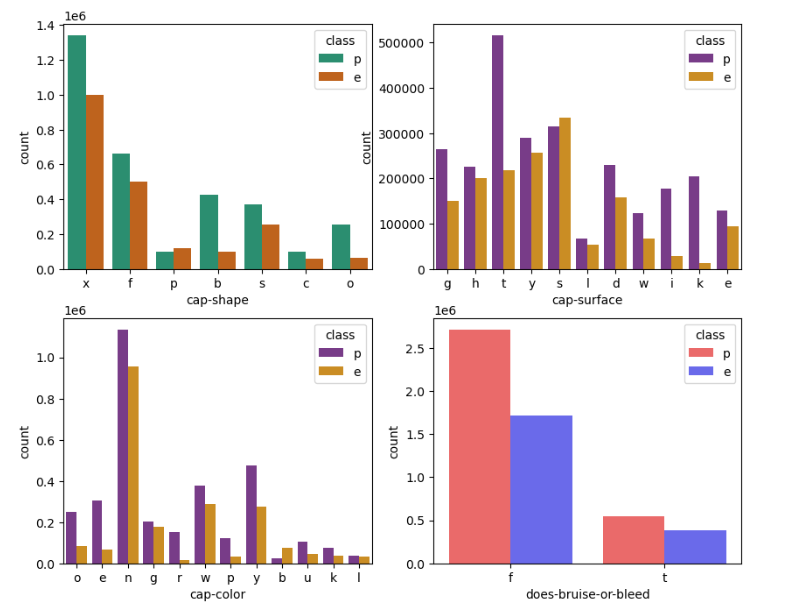 1e6
1.4
1.2
1.0
0.8
0.6
0.4
0.2
0.0
count
x f p b s c o
cap-shape
class
p
e
500000
400000
300000
200000
100000
0
count
g h t y s l d w i k e
cap-surface
class
p
e
1e6
1.0
0.8
0.6
0.4
0.2
0.0
count
o e n g r w p y b u k l
cap-color
class
p
e
1e6
2.5
2.0
1.5
1.0
0.5
0.0
count
f t
does-bruise-or-bleed
class
p
e